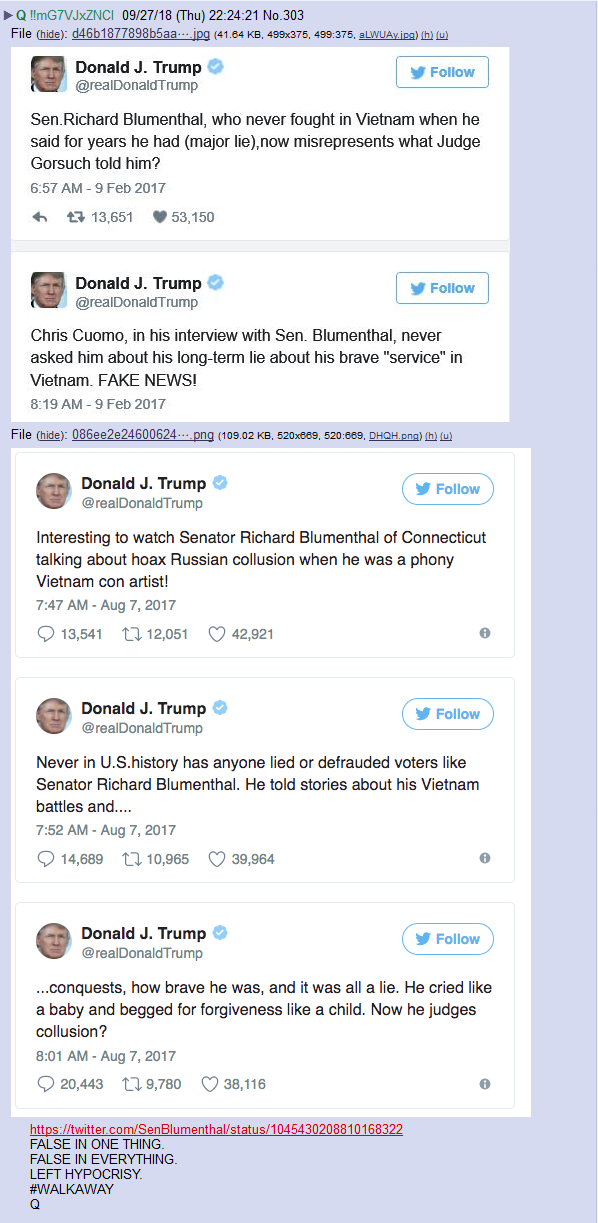 ▶Q !!mG7VJxZNCI 09/27/18 (Thu) 22:24:21 No.303
File (hide): d46b1877898b5aa⋯.jpg (41.64 KB, 499x375, 499:375, aLWUAy.jpg) (h) (u)
Donald J. Trump
Follow
@realDonaldTrump
Sen.Richard Blumenthal, who never fought in Vietnam when he
said for years he had (major lie),now misrepresents what Judge
Gorsuch told him?
6:57 AM - 9 Feb 2017
13,651 53,150
Donald J. Trump
Follow
@realDonaldTrump
Chris Cuomo, in his interview with Sen. Blumenthal, never
asked him about his long-term lie about his brave "service" in
Vietnam. FAKE NEWS!
8:19 AM - 9 Feb 2017
File (hide): 086ee2e24600624⋯.png (109.02 KB, 520x669, 520:669, DHQH.png) (h) (u)
Donald J. Trump
Follow
@realDonaldTrump
Interesting to watch Senator Richard Blumenthal of Connecticut
talking about hoax Russian collusion when he was a phony
Vietnam con artist!
7:47 AM - Aug 7, 2017
13,541 12,051 42,921
Donald J. Trump
Follow
@realDonaldTrump
Never in U.S.history has anyone lied or defrauded voters like
Senator Richard Blumenthal. He told stories about his Vietnam
battles and....
7:52 AM - Aug 7, 2017
14,689 10,965 39,964
Donald J. Trump
Follow
@realDonaldTrump
...conquests, how brave he was, and it was all a lie. He cried like
a baby and begged for forgiveness like a child. Now he judges
collusion?
8:01 AM - Aug 7, 2017
20,443 9,780 38,116
https://twitter.com/SenBlumenthal/status/1045430208810168322
FALSE IN ONE THING.
FALSE IN EVERYTHING.
LEFT HYPOCRISY.
#WALKAWAY
Q